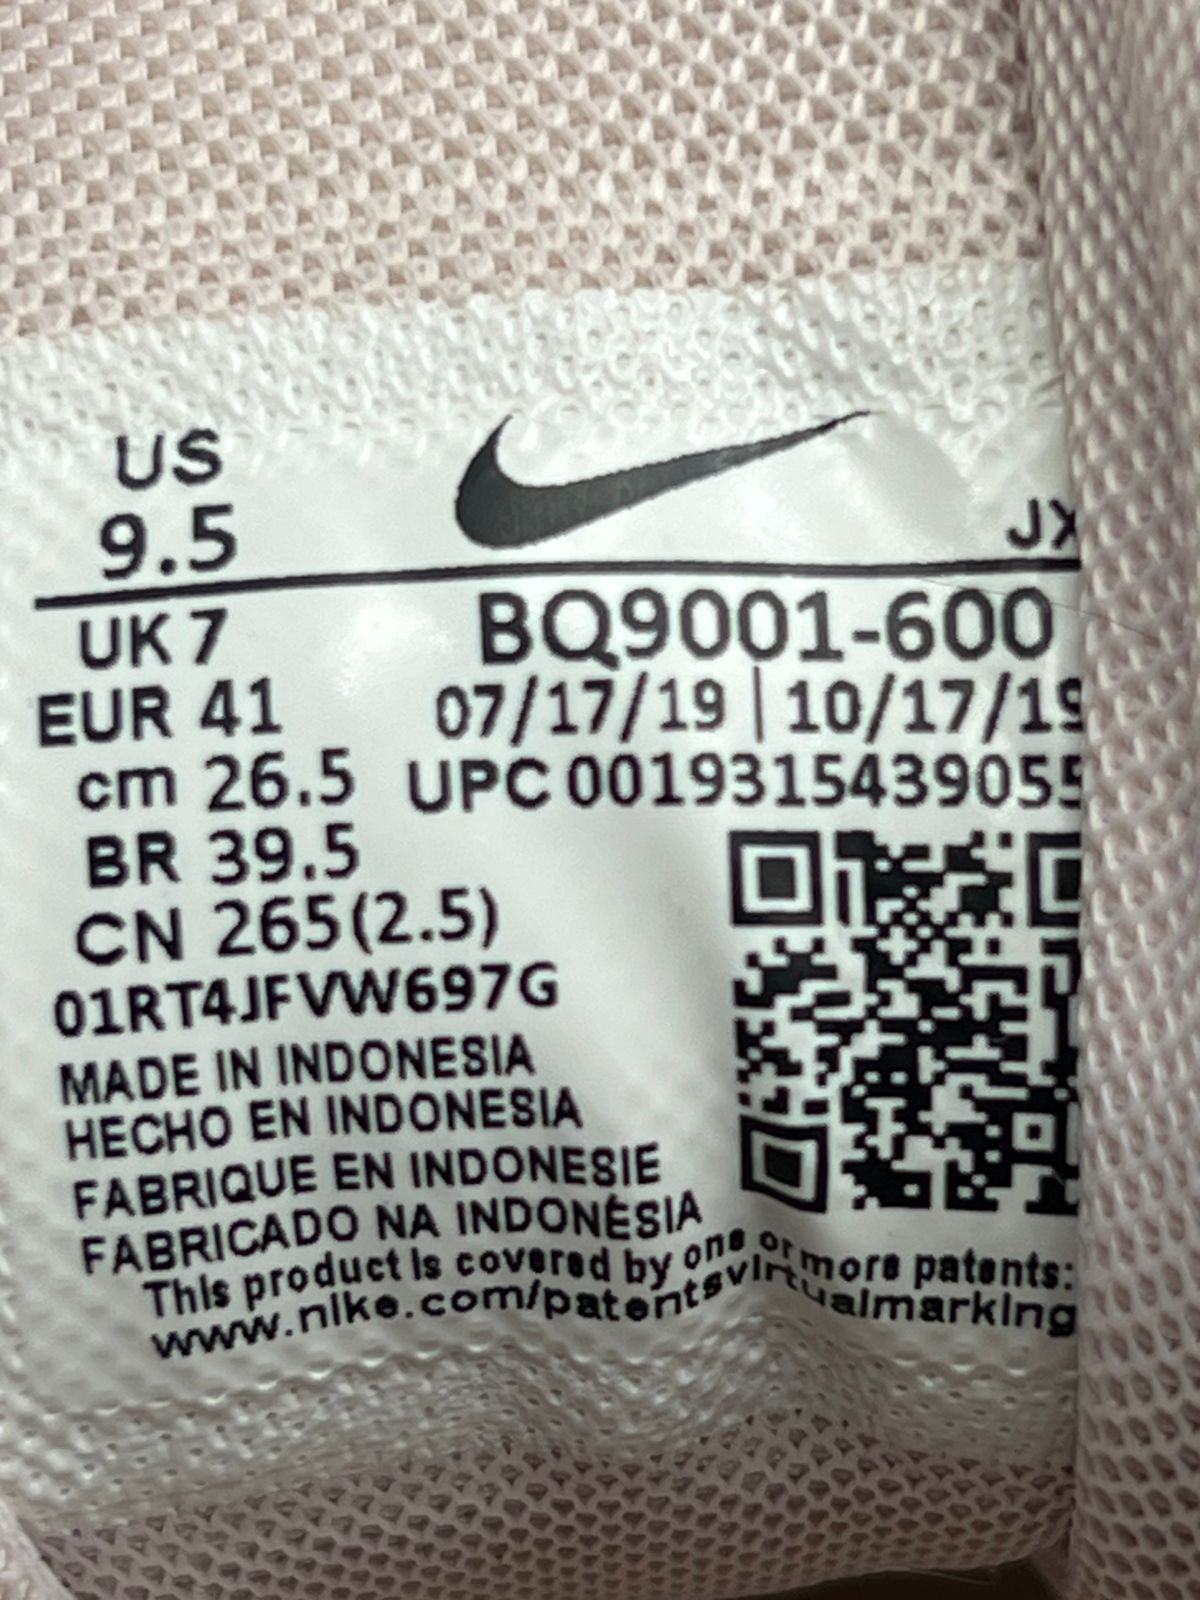 US
9.5
JX
UK 7
BQ9001-600
EUR 41
07/17/19 | 10/17/19
cm 26.5
UPC 0019315439055
BR 39.5
CN 265(2.5)
01RT4JFVW697G
MADE IN INDONESIA
HECHO EN INDONESIA
FABRIQUE EN INDONESIE
FABRICADO NA INDONÉSIA
This product is covered by one or more patents:
www.nike.com/patentsvirtualmarking